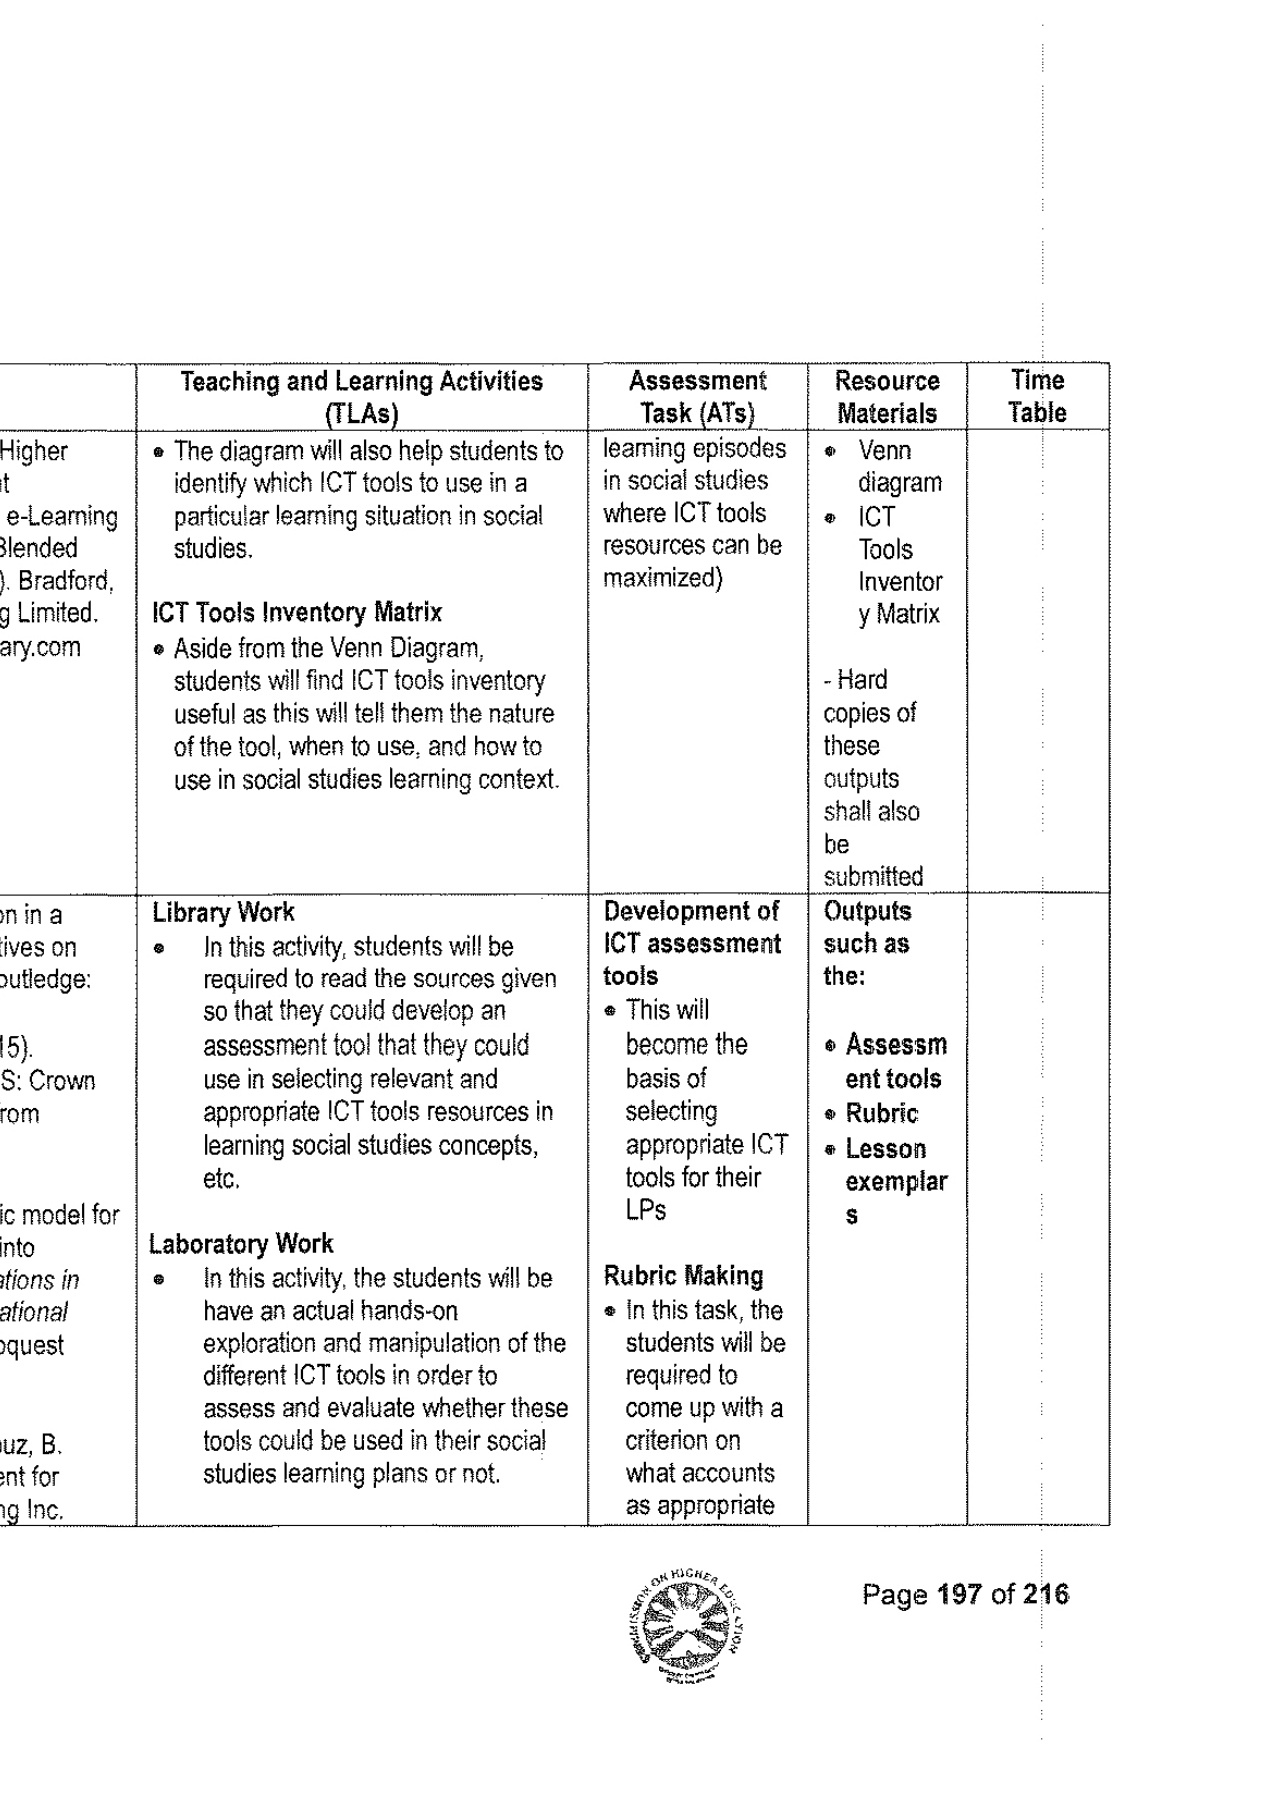 Teaching and Learning Activities
(TLAs)
Assessment
Task (ATs)
Resource
Materials
Time
Table
Higher
t
e-Learning
Blended
). Bradford,
g Limited.
ary.com
• The diagram will also help students to
identify which ICT tools to use in a
particular learning situation in social
studies.
ICT Tools Inventory Matrix
• Aside from the Venn Diagram,
students will find ICT tools inventory
useful as this will tell them the nature
of the tool, when to use, and how to
use in social studies learning context.
learning episodes
in social studies
where ICT tools
resources can be
maximized)
• Venn
diagram
• ICT
Tools
Inventor
y Matrix
- Hard
copies of
these
outputs
shall also
be
submitted
on in a
tives on
outledge:
15).
S: Crown
rom
ic model for
into
ations in
ational
oquest
ouz, B.
ent for
ng Inc.
Library Work
• In this activity, students will be
required to read the sources given
so that they could develop an
assessment tool that they could
use in selecting relevant and
appropriate ICT tools resources in
learning social studies concepts,
etc.
Laboratory Work
• In this activity, the students will be
have an actual hands-on
exploration and manipulation of the
different ICT tools in order to
assess and evaluate whether these
tools could be used in their social
studies learning plans or not.
Development of
ICT assessment
tools
• This will
become the
basis of
selecting
appropriate ICT
tools for their
LPs
Rubric Making
• In this task, the
students will be
required to
come up with a
criterion on
what accounts
as appropriate
Outputs
such as
the:
• Assessm
ent tools
• Rubric
• Lesson
exemplar
s
COMMISSION ON HIGHER EDUCATION
Page 197 of 216